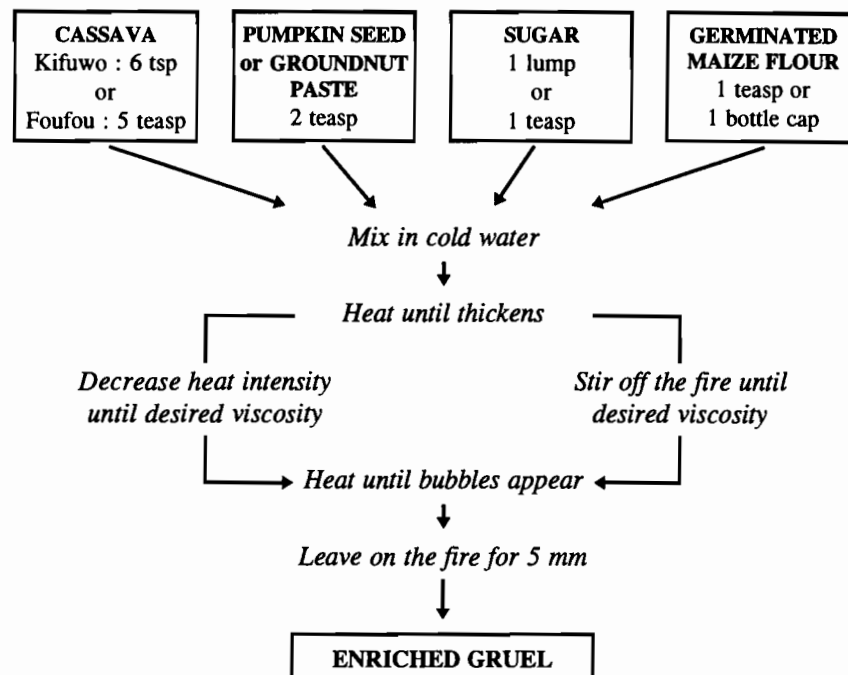 CASSAVA
Kifuwo : 6 tsp
or
Foufou : 5 teasp
PUMPKIN SEED
or GROUNDNUT
PASTE
2 teasp
SUGAR
1 lump
or
1 teasp
GERMINATED
MAIZE FLOUR
1 teasp or
1 bottle cap
Mix in cold water
Heat until thickens
Decrease heat intensity
until desired viscosity
Stir off the fire until
desired viscosity
Heat until bubbles appear
Leave on the fire for 5 mm
ENRICHED GRUEL